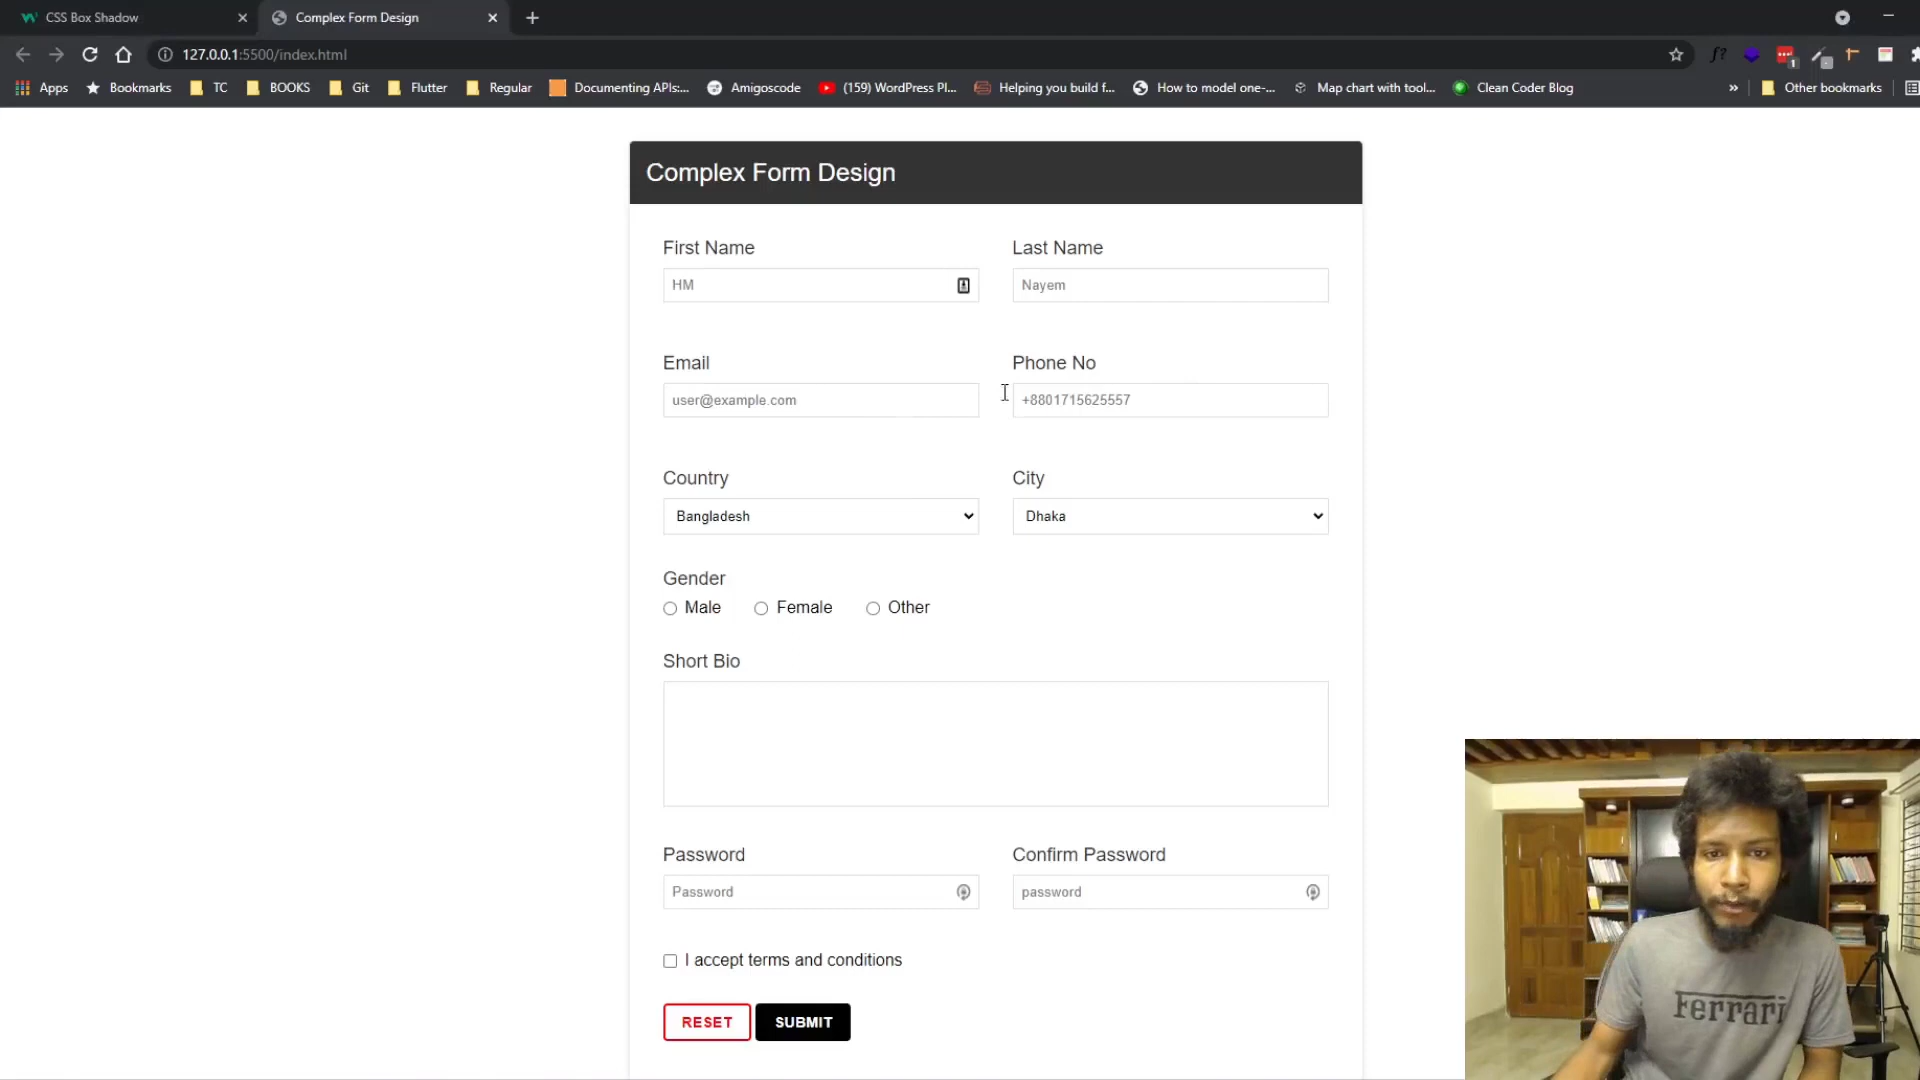 CSS Box Shadow
Complex Form Design
127.0.0.1:5500/index.html
Apps Bookmarks TC BOOKS Git Flutter Regular Documenting APIs:... Amigoscode (159) WordPress Pl... Helping you build f... How to model one-... Map chart with tool... Clean Coder Blog » Other bookmarks
Complex Form Design
First Name Last Name
HM Nayem
Email Phone No
user@example.com +8801715625557
Country City
Bangladesh Dhaka
Gender
Male Female Other
Short Bio
Password Confirm Password
Password password
I accept terms and conditions
RESET SUBMIT
Ferrari